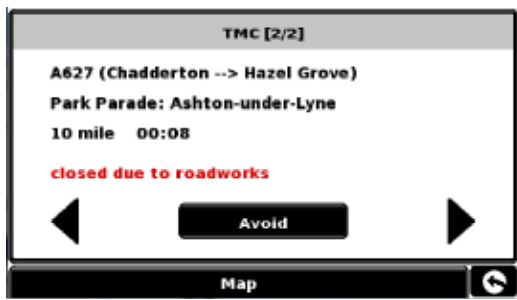 TMC [2/2]
A627 (Chadderton --> Hazel Grove)
Park Parade: Ashton-under-Lyne
10 mile 00:08
closed due to roadworks
Avoid
Map